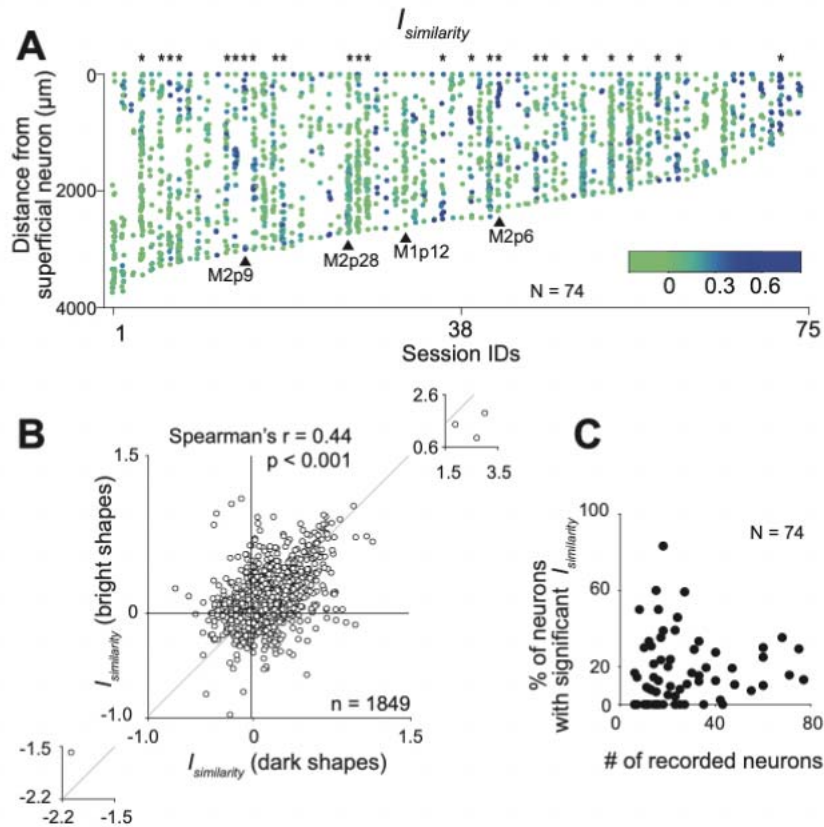 I similarity
A
* *** **** ** *** * * ** ** * * * * * * *
Distance from
superficial neuron (μm)
0
2000
4000
M2p9
M2p28
M1p12
M2p6
0 0.3 0.6
N = 74
1 38 75
Session IDs
B
Spearman's r = 0.44
p < 0.001
1.5
0
-1.0
I similarity (bright shapes)
n = 1849
-1.0 0 1.5
I similarity (dark shapes)
2.6
0.6
1.5 3.5
-1.5
-2.2
-2.2 -1.5
C
100
60
20
0
% of neurons
with significant I similarity
N = 74
0 40 80
# of recorded neurons